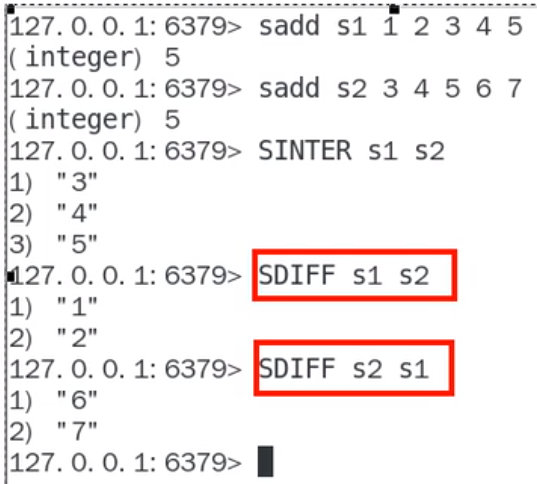 127.0.0.1:6379> sadd s1 1 2 3 4 5
(integer) 5
127.0.0.1:6379> sadd s2 3 4 5 6 7
(integer) 5
127.0.0.1:6379> SINTER s1 s2
1) "3"
2) "4"
3) "5"
127.0.0.1:6379> SDIFF s1 s2
1) "1"
2) "2"
127.0.0.1:6379> SDIFF s2 s1
1) "6"
2) "7"
127.0.0.1:6379>